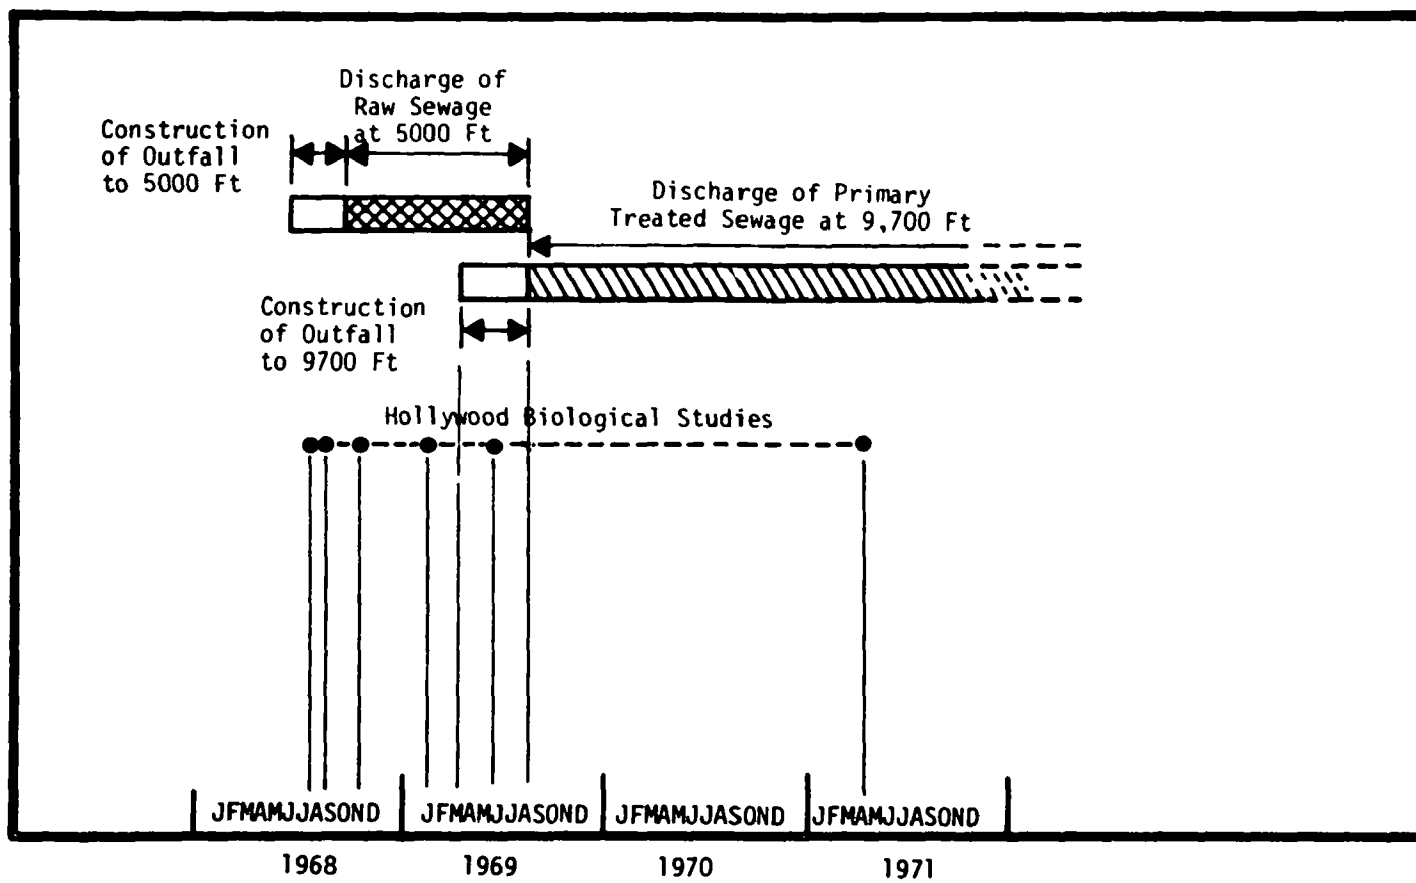 Discharge of
Raw Sewage
at 5000 Ft
Construction
of Outfall
to 5000 Ft
Discharge of Primary
Treated Sewage at 9,700 Ft
Construction
of Outfall
to 9700 Ft
Hollywood Biological Studies
JFMAMJJASOND JFMAMJJASOND JFMAMJJASOND JFMAMJJASOND
1968 1969 1970 1971